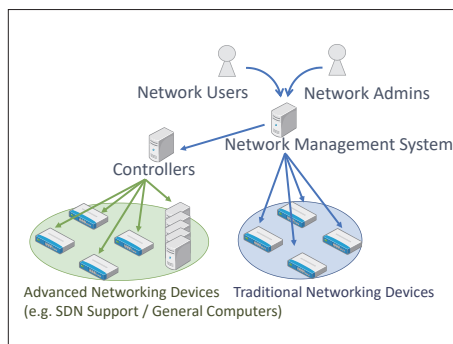 Network Users
Network Admins
Network Management System
Controllers
Advanced Networking Devices
(e.g. SDN Support / General Computers)
Traditional Networking Devices